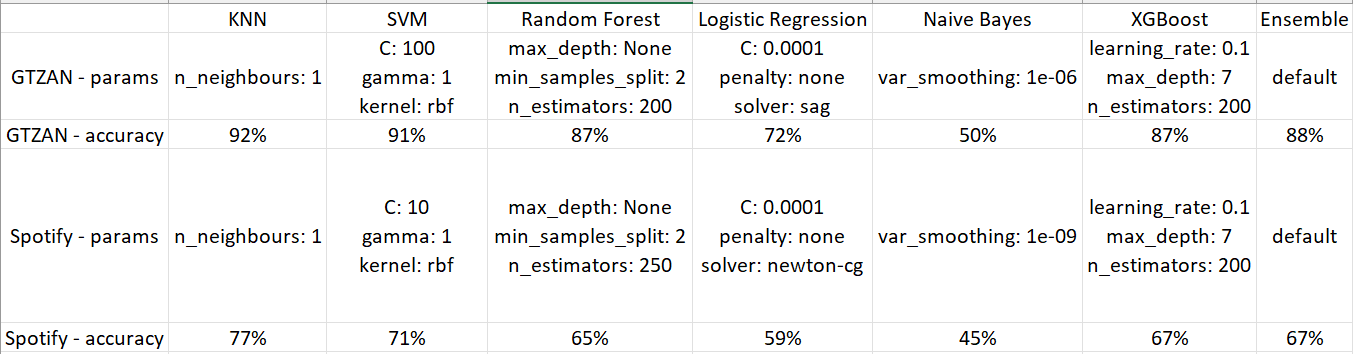 KNN SVM Random Forest Logistic Regression Naive Bayes XGBoost Ensemble
C: 100 max_depth: None C: 0.0001 learning_rate: 0.1
GTZAN - params n_neighbours: 1 gamma: 1 min_samples_split: 2 penalty: none var_smoothing: 1e-06 max_depth: 7 default
kernel: rbf n_estimators: 200 solver: sag n_estimators: 200
GTZAN - accuracy 92% 91% 87% 72% 50% 87% 88%
C: 10 max_depth: None C: 0.0001 learning_rate: 0.1
Spotify - params n_neighbours: 1 gamma: 1 min_samples_split: 2 penalty: none var_smoothing: 1e-09 max_depth: 7 default
kernel: rbf n_estimators: 250 solver: newton-cg n_estimators: 200
Spotify - accuracy 77% 71% 65% 59% 45% 67% 67%